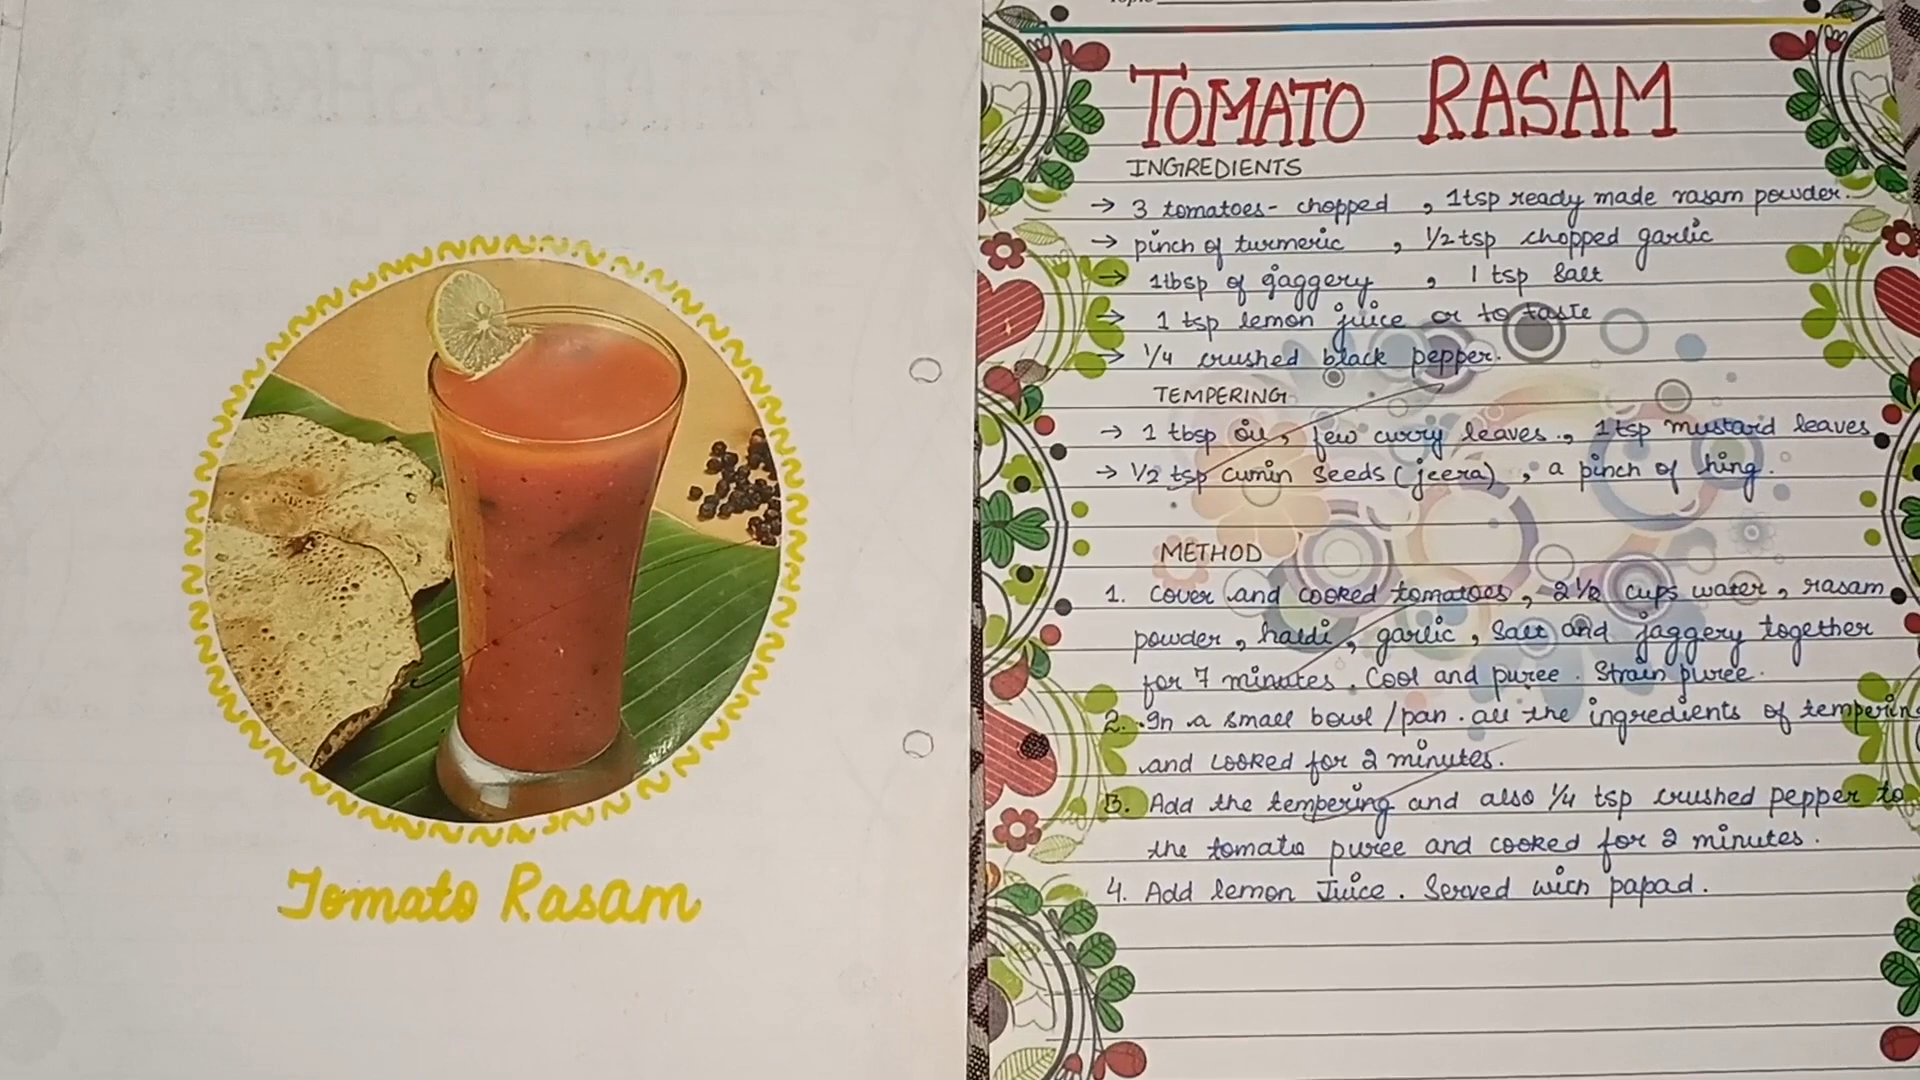 Tomato Rasam
TOMATO RASAM
INGREDIENTS
→ 3 tomatoes - chopped , 1tsp ready made rasam powder.
→ pinch of turmeric , 1/2 tsp chopped garlic
→ 1tbsp of jaggery , 1 tsp salt
→ 1 tsp lemon juice or to taste
→ 1/4 crushed black pepper.
TEMPERING
→ 1 tbsp oil, few curry leaves ., 1 tsp mustard leaves
→ 1/2 tsp cumin seeds (jeera) , a pinch of hing.
METHOD
1. Cover and cooked tomatoes , 2 1/2 cups water , rasam
powder , haldi , garlic , salt and jaggery together
for 7 minutes . Cool and puree . Strain puree .
2. In a small bowl / pan . all the ingredients of tempering
and cooked for 2 minutes.
3. Add the tempering and also 1/4 tsp crushed pepper to
the tomato puree and cooked for 2 minutes .
4. Add lemon Juice . Served with papad .